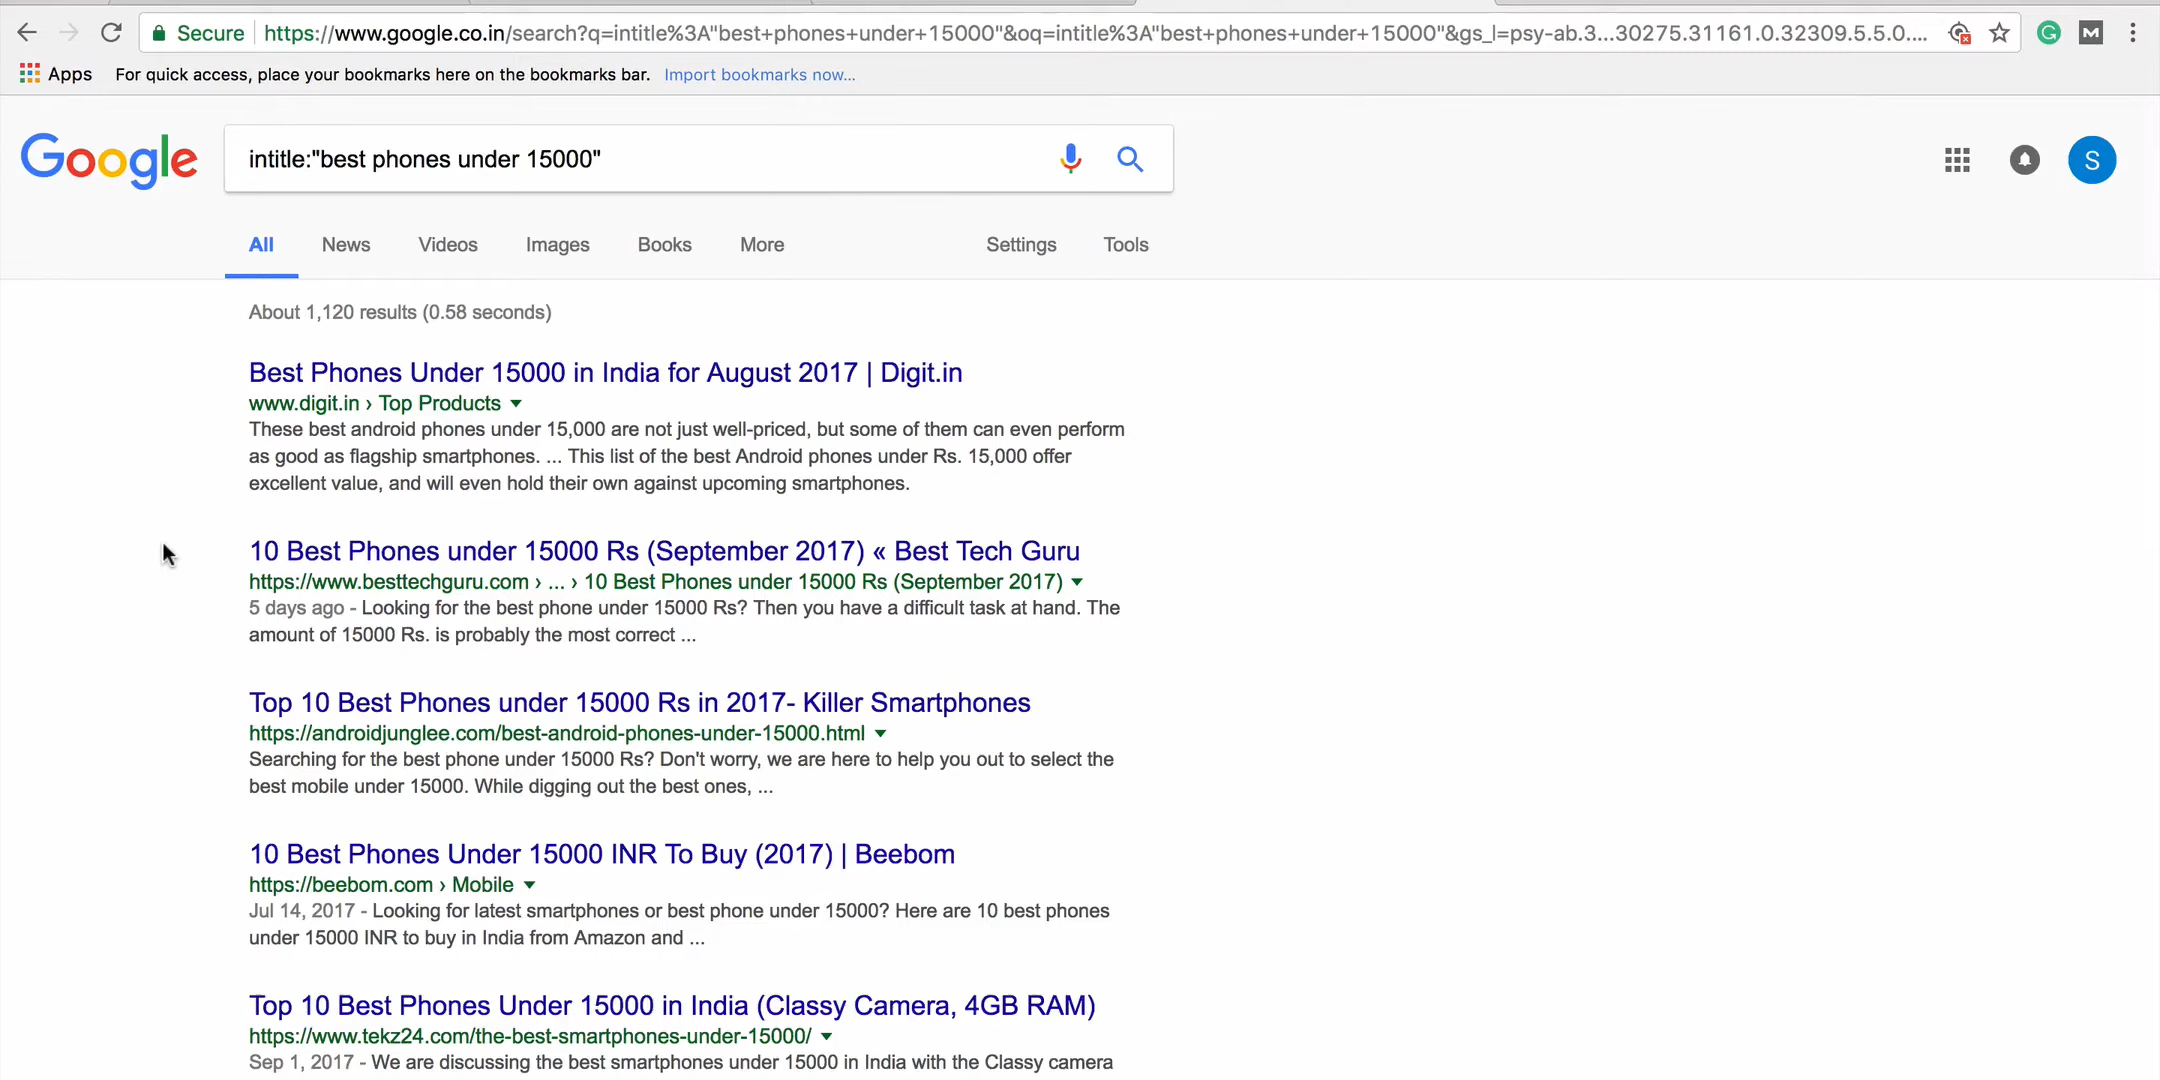 Secure https://www.google.co.in/search?q=intitle%3A"best+phones+under+15000"&oq=intitle%3A"best+phones+under+15000"&gs_l=psy-ab.3...30275.31161.0.32309.5.5.0....
Apps For quick access, place your bookmarks here on the bookmarks bar. Import bookmarks now...
Google intitle:"best phones under 15000" S
All News Videos Images Books More Settings Tools
About 1,120 results (0.58 seconds)
Best Phones Under 15000 in India for August 2017 | Digit.in
www.digit.in › Top Products
These best android phones under 15,000 are not just well-priced, but some of them can even perform
as good as flagship smartphones. ... This list of the best Android phones under Rs. 15,000 offer
excellent value, and will even hold their own against upcoming smartphones.
10 Best Phones under 15000 Rs (September 2017) « Best Tech Guru
https://www.besttechguru.com › ... › 10 Best Phones under 15000 Rs (September 2017)
5 days ago - Looking for the best phone under 15000 Rs? Then you have a difficult task at hand. The
amount of 15000 Rs. is probably the most correct ...
Top 10 Best Phones under 15000 Rs in 2017- Killer Smartphones
https://androidjunglee.com/best-android-phones-under-15000.html
Searching for the best phone under 15000 Rs? Don't worry, we are here to help you out to select the
best mobile under 15000. While digging out the best ones, ...
10 Best Phones Under 15000 INR To Buy (2017) | Beebom
https://beebom.com › Mobile
Jul 14, 2017 - Looking for latest smartphones or best phone under 15000? Here are 10 best phones
under 15000 INR to buy in India from Amazon and ...
Top 10 Best Phones Under 15000 in India (Classy Camera, 4GB RAM)
https://www.tekz24.com/the-best-smartphones-under-15000/
Sep 1, 2017 - We are discussing the best smartphones under 15000 in India with the Classy camera